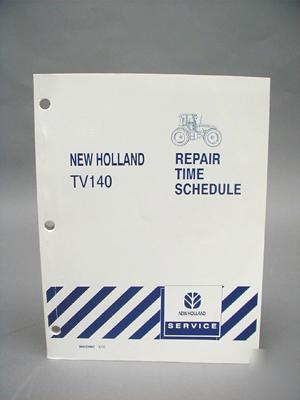 NEW HOLLAND
TV140
REPAIR
TIME
SCHEDULE
NEW HOLLAND
SERVICE